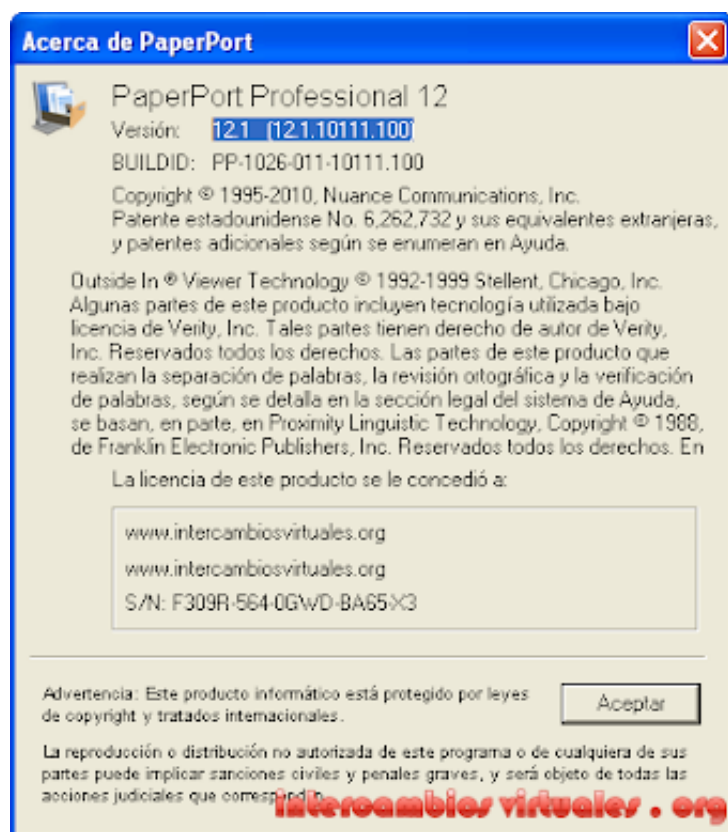 Acerca de PaperPort
PaperPort Professional 12
Versión: 12.1 (12.1.10111.100)
BUILDID: PP-1026-011-10111.100
Copyright © 1995-2010, Nuance Communications, Inc.
Patente estadounidense No. 6,262,732 y sus equivalentes extranjeras,
y patentes adicionales según se enumeran en Ayuda.
Outside In ® Viewer Technology © 1992-1999 Stellent, Chicago, Inc.
Algunas partes de este producto incluyen tecnología utilizada bajo
licencia de Verity, Inc. Tales partes tienen derecho de autor de Verity,
Inc. Reservados todos los derechos. Las partes de este producto que
realizan la separación de palabras, la revisión ortográfica y la verificación
de palabras, según se detalla en la sección legal del sistema de Ayuda,
se basan, en parte, en Proximity Linguistic Technology, Copyright © 1988,
de Franklin Electronic Publishers, Inc. Reservados todos los derechos. En
La licencia de este producto se le concedió a:
www.intercambiosvirtuales.org
www.intercambiosvirtuales.org
S/N: F309R-564-0GWD-BA65-X3
Advertencia: Este producto informático está protegido por leyes
de copyright y tratados internacionales.
Aceptar
La reproducción o distribución no autorizada de este programa o de cualquiera de sus
partes puede implicar sanciones civiles y penales graves, y será objeto de todas las
acciones judiciales que correspondan.
intercambios virtuales . org